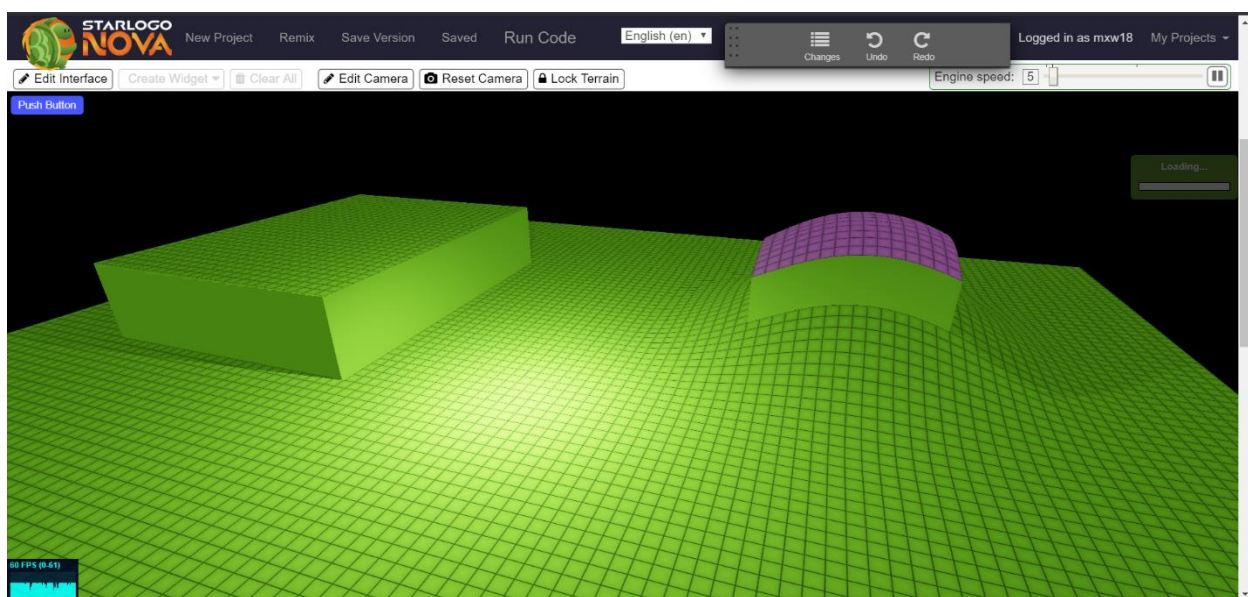 STARLOGO
NOVA
New Project Remix Save Version Saved Run Code English (en) Changes Undo Redo Logged in as mxw18 My Projects
Edit Interface Create Widget Clear All Edit Camera Reset Camera Lock Terrain Engine speed: 5
Push Button
Loading...
60 FPS (0-61)